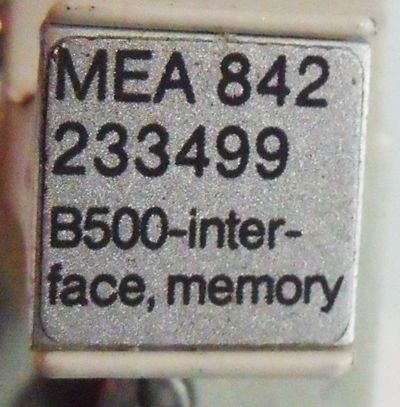 MEA 842
233499
B500-inter-
face, memory